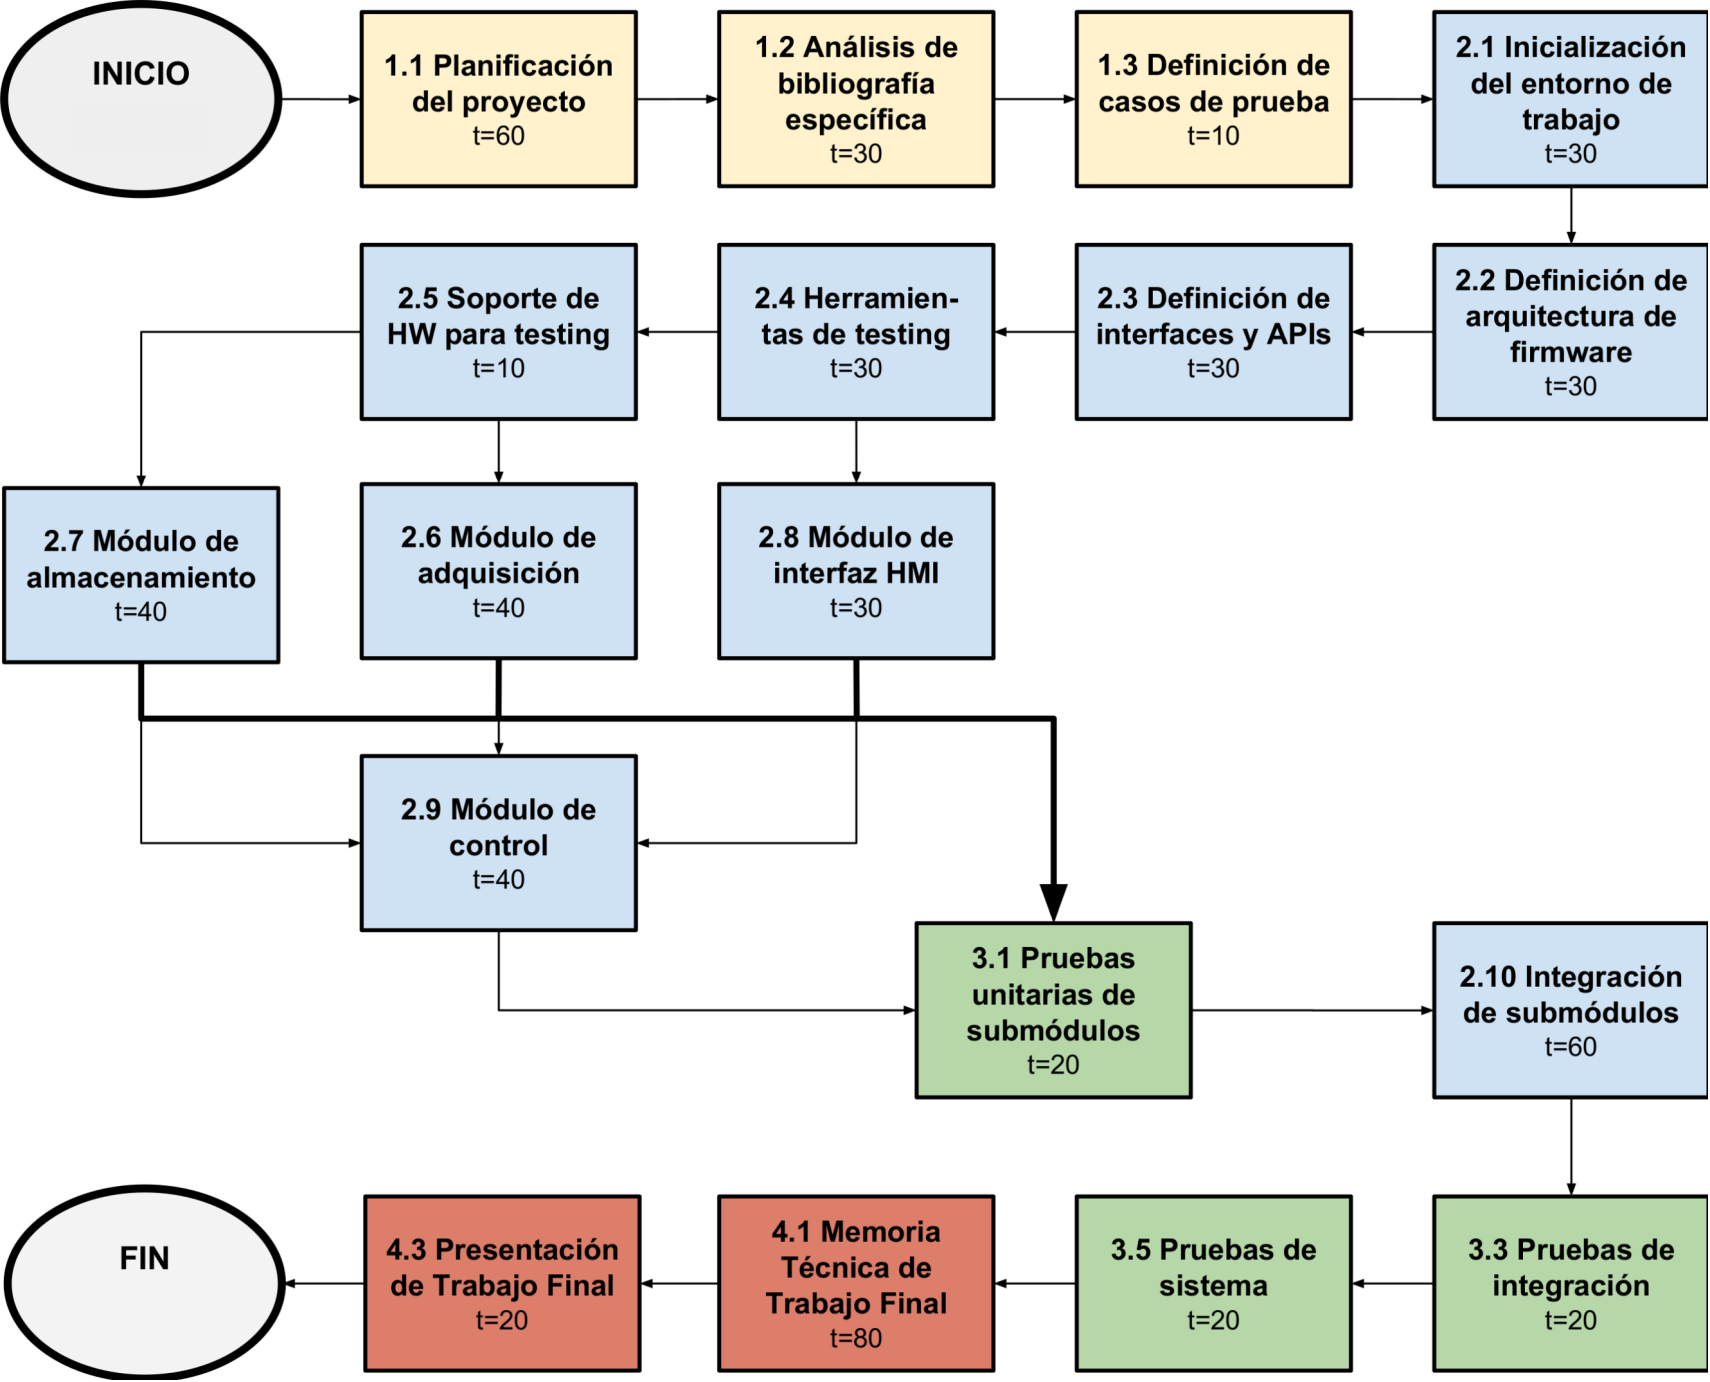 INICIO
1.1 Planificación
del proyecto
t=60
1.2 Análisis de
bibliografía
específica
t=30
1.3 Definición de
casos de prueba
t=10
2.1 Inicialización
del entorno de
trabajo
t=30
2.5 Soporte de
HW para testing
t=10
2.4 Herramien-
tas de testing
t=30
2.3 Definición de
interfaces y APIs
t=30
2.2 Definición de
arquitectura de
firmware
t=30
2.7 Módulo de
almacenamiento
t=40
2.6 Módulo de
adquisición
t=40
2.8 Módulo de
interfaz HMI
t=30
2.9 Módulo de
control
t=40
3.1 Pruebas
unitarias de
submódulos
t=20
2.10 Integración
de submódulos
t=60
FIN
4.3 Presentación
de Trabajo Final
t=20
4.1 Memoria
Técnica de
Trabajo Final
t=80
3.5 Pruebas de
sistema
t=20
3.3 Pruebas de
integración
t=20